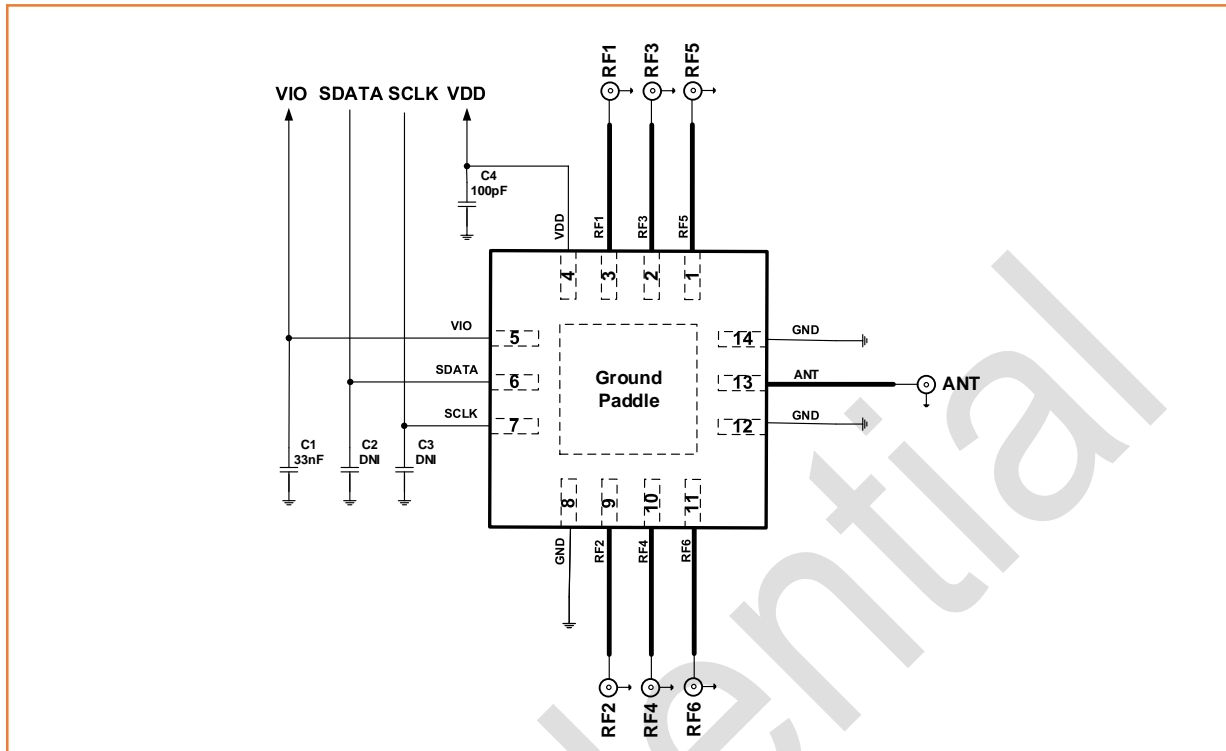 RF1
RF3
RF5
VIO SDATA SCLK VDD
C4
100pF
VDD
RF1
RF3
RF5
4
3
2
1
VIO
5
SDATA
6
SCLK
7
Ground
Paddle
14
GND
13
ANT
ANT
12
GND
C1
33nF
C2
DNI
C3
DNI
8
9
10
11
GND
RF2
RF4
RF6
RF2
RF4
RF6
ential